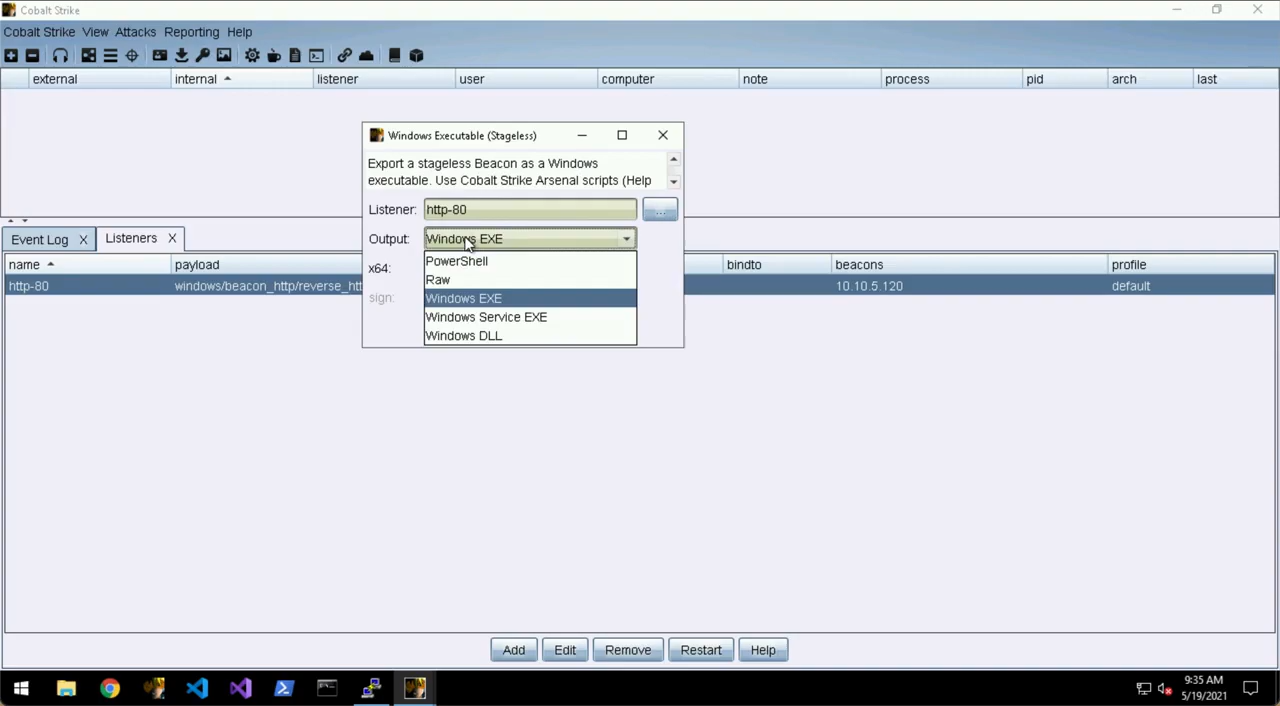 Cobalt Strike
Cobalt Strike View Attacks Reporting Help
external internal listener user computer note process pid arch last
Windows Executable (Stageless)
Export a stageless Beacon as a Windows
executable. Use Cobalt Strike Arsenal scripts (Help
Listener: http-80 ...
Output: Windows EXE
PowerShell
Raw
Windows EXE
Windows Service EXE
Windows DLL
x64:
sign:
Event Log X Listeners X
name payload bindto beacons profile
http-80 windows/beacon_http/reverse_htt 10.10.5.120 default
Add Edit Remove Restart Help
9:35 AM
5/19/2021